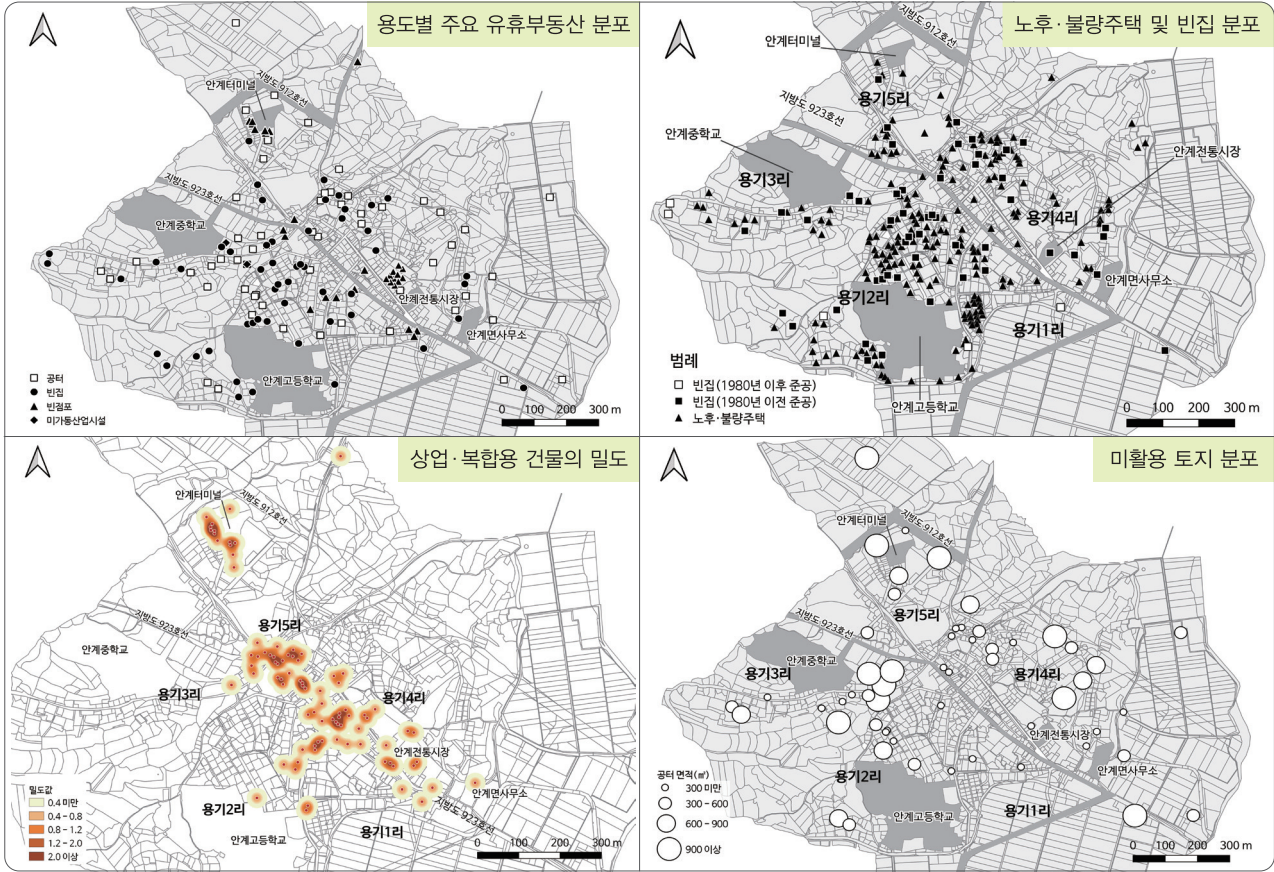 용도별 주요 유휴부동산 분포
안계터미널
지방도 912호선
지방도 923호선
안계중학교
안계전통시장
안계면사무소
안계고등학교
공터
빈집
빈점포
미가동산업시설
0 100 200 300 m
노후·불량주택 및 빈집 분포
안계터미널
지방도 912호선
용기5리
지방도 923호선
안계중학교
안계전통시장
용기3리
용기4리
안계면사무소
용기2리
용기1리
범례
빈집(1980년 이후 준공)
빈집(1980년 이전 준공)
노후·불량주택
안계고등학교
0 100 200 300 m
상업·복합용 건물의 밀도
안계터미널
지방도 912호선
지방도 923호선
용기5리
안계중학교
용기3리
용기4리
안계전통시장
안계면사무소
지방도 923호선
용기2리
용기1리
안계고등학교
밀도값
0.4 미만
0.4 – 0.8
0.8 – 1.2
1.2 – 2.0
2.0 이상
0 100 200 300 m
미활용 토지 분포
안계터미널
지방도 912호선
용기5리
지방도 923호선
안계중학교
용기3리
용기4리
안계전통시장
안계면사무소
용기2리
용기1리
안계고등학교
공터 면적(㎡)
300 미만
300 – 600
600 – 900
900 이상
0 100 200 300 m